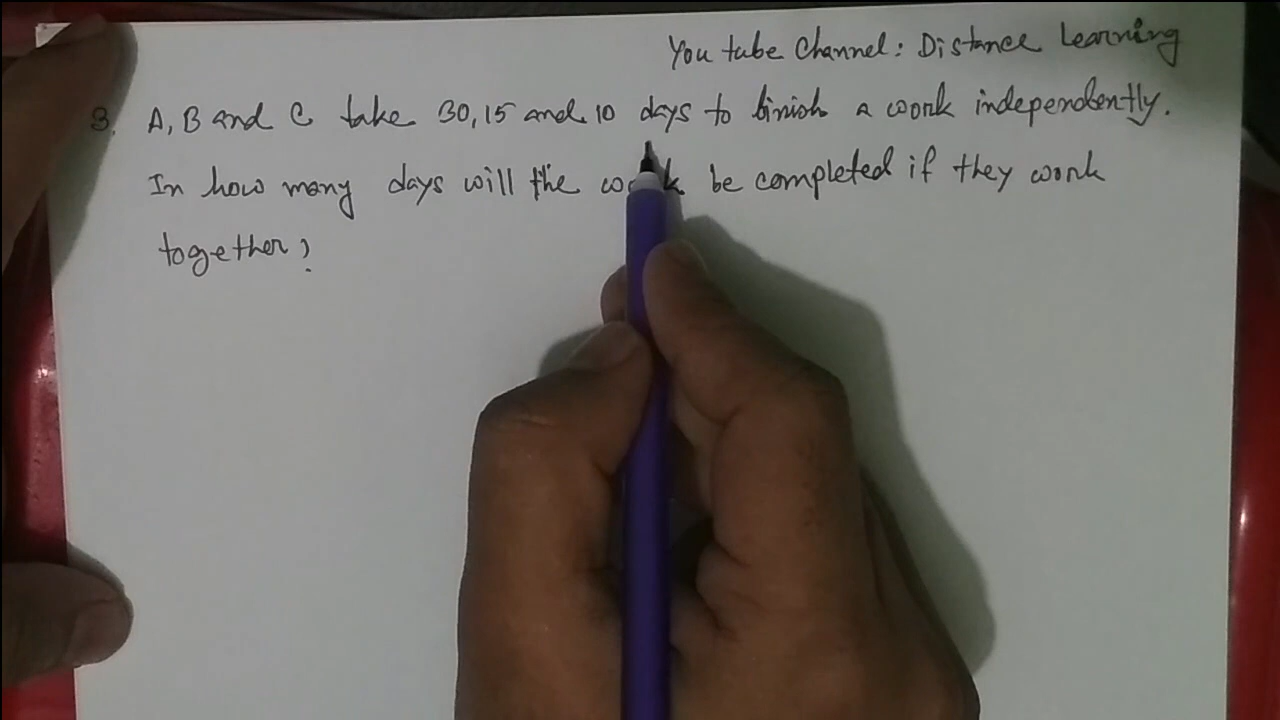 You tube Channel: Distance Learning
3. A, B and C take 30, 15 and 10 days to finish a work independently.
In how many days will the work be completed if they work
together?